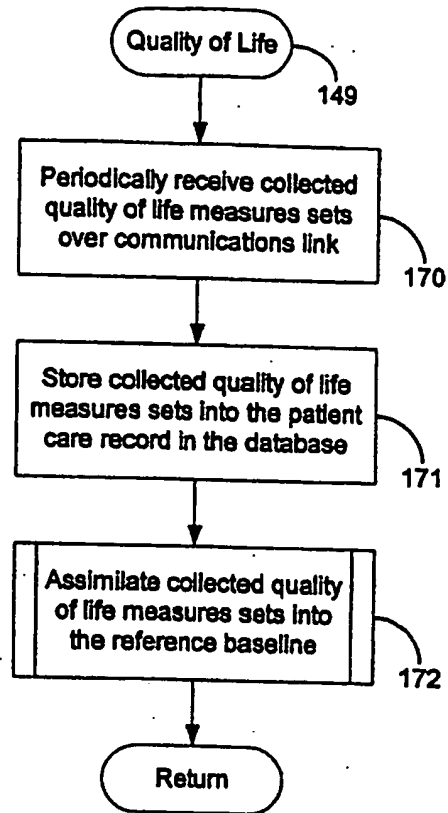 Quality of Life
149
Periodically receive collected
quality of life measures sets
over communications link
170
Store collected quality of life
measures sets into the patient
care record in the database
171
Assimilate collected quality
of life measures sets into
the reference baseline
172
Return